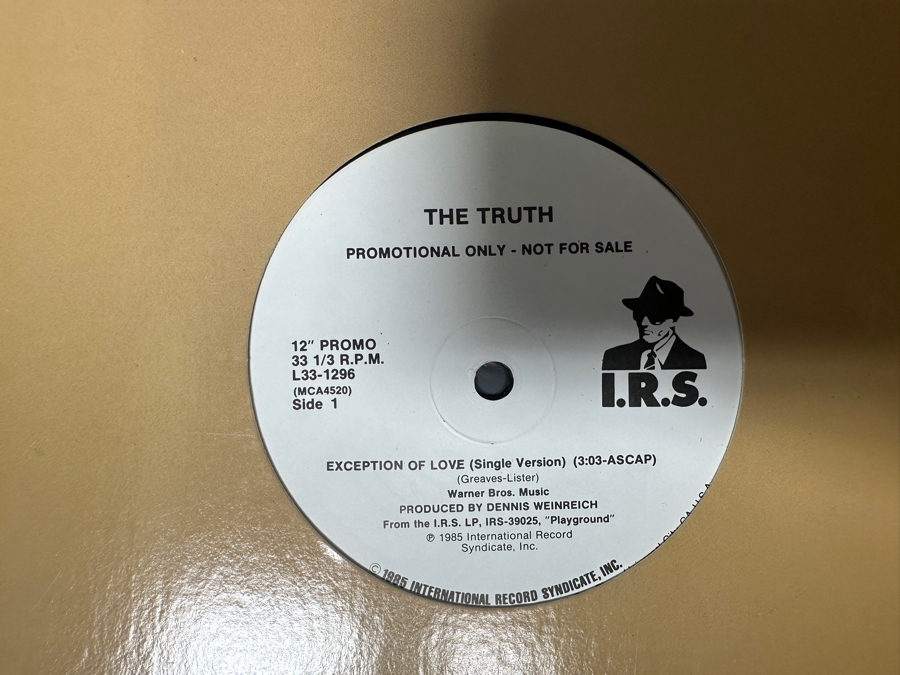 THE TRUTH
PROMOTIONAL ONLY - NOT FOR SALE
12" PROMO
33 1/3 R.P.M.
L33-1296
(MCA4520)
Side 1
I.R.S.
EXCEPTION OF LOVE (Single Version) (3:03-ASCAP)
(Greaves-Lister)
Warner Bros. Music
PRODUCED BY DENNIS WEINREICH
From the I.R.S. LP, IRS-39025, "Playground"
℗ 1985 International Record
Syndicate, Inc.
© 1985 INTERNATIONAL RECORD SYNDICATE, INC.